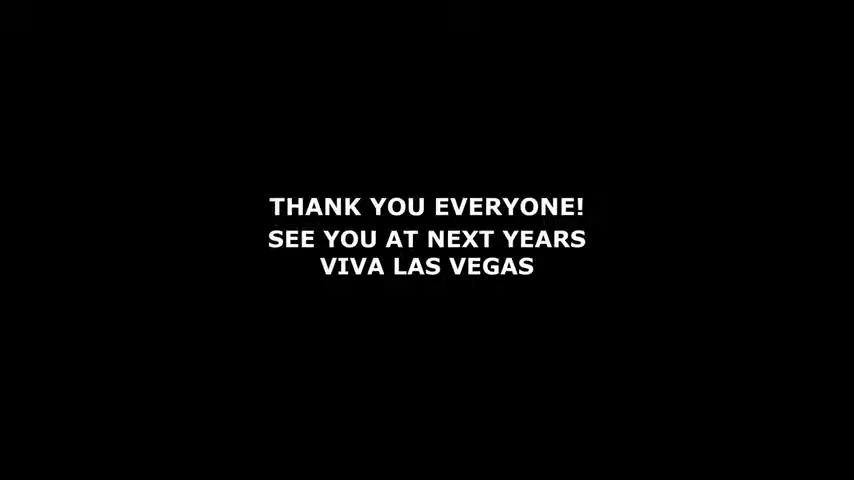 THANK YOU EVERYONE!
SEE YOU AT NEXT YEARS
VIVA LAS VEGAS